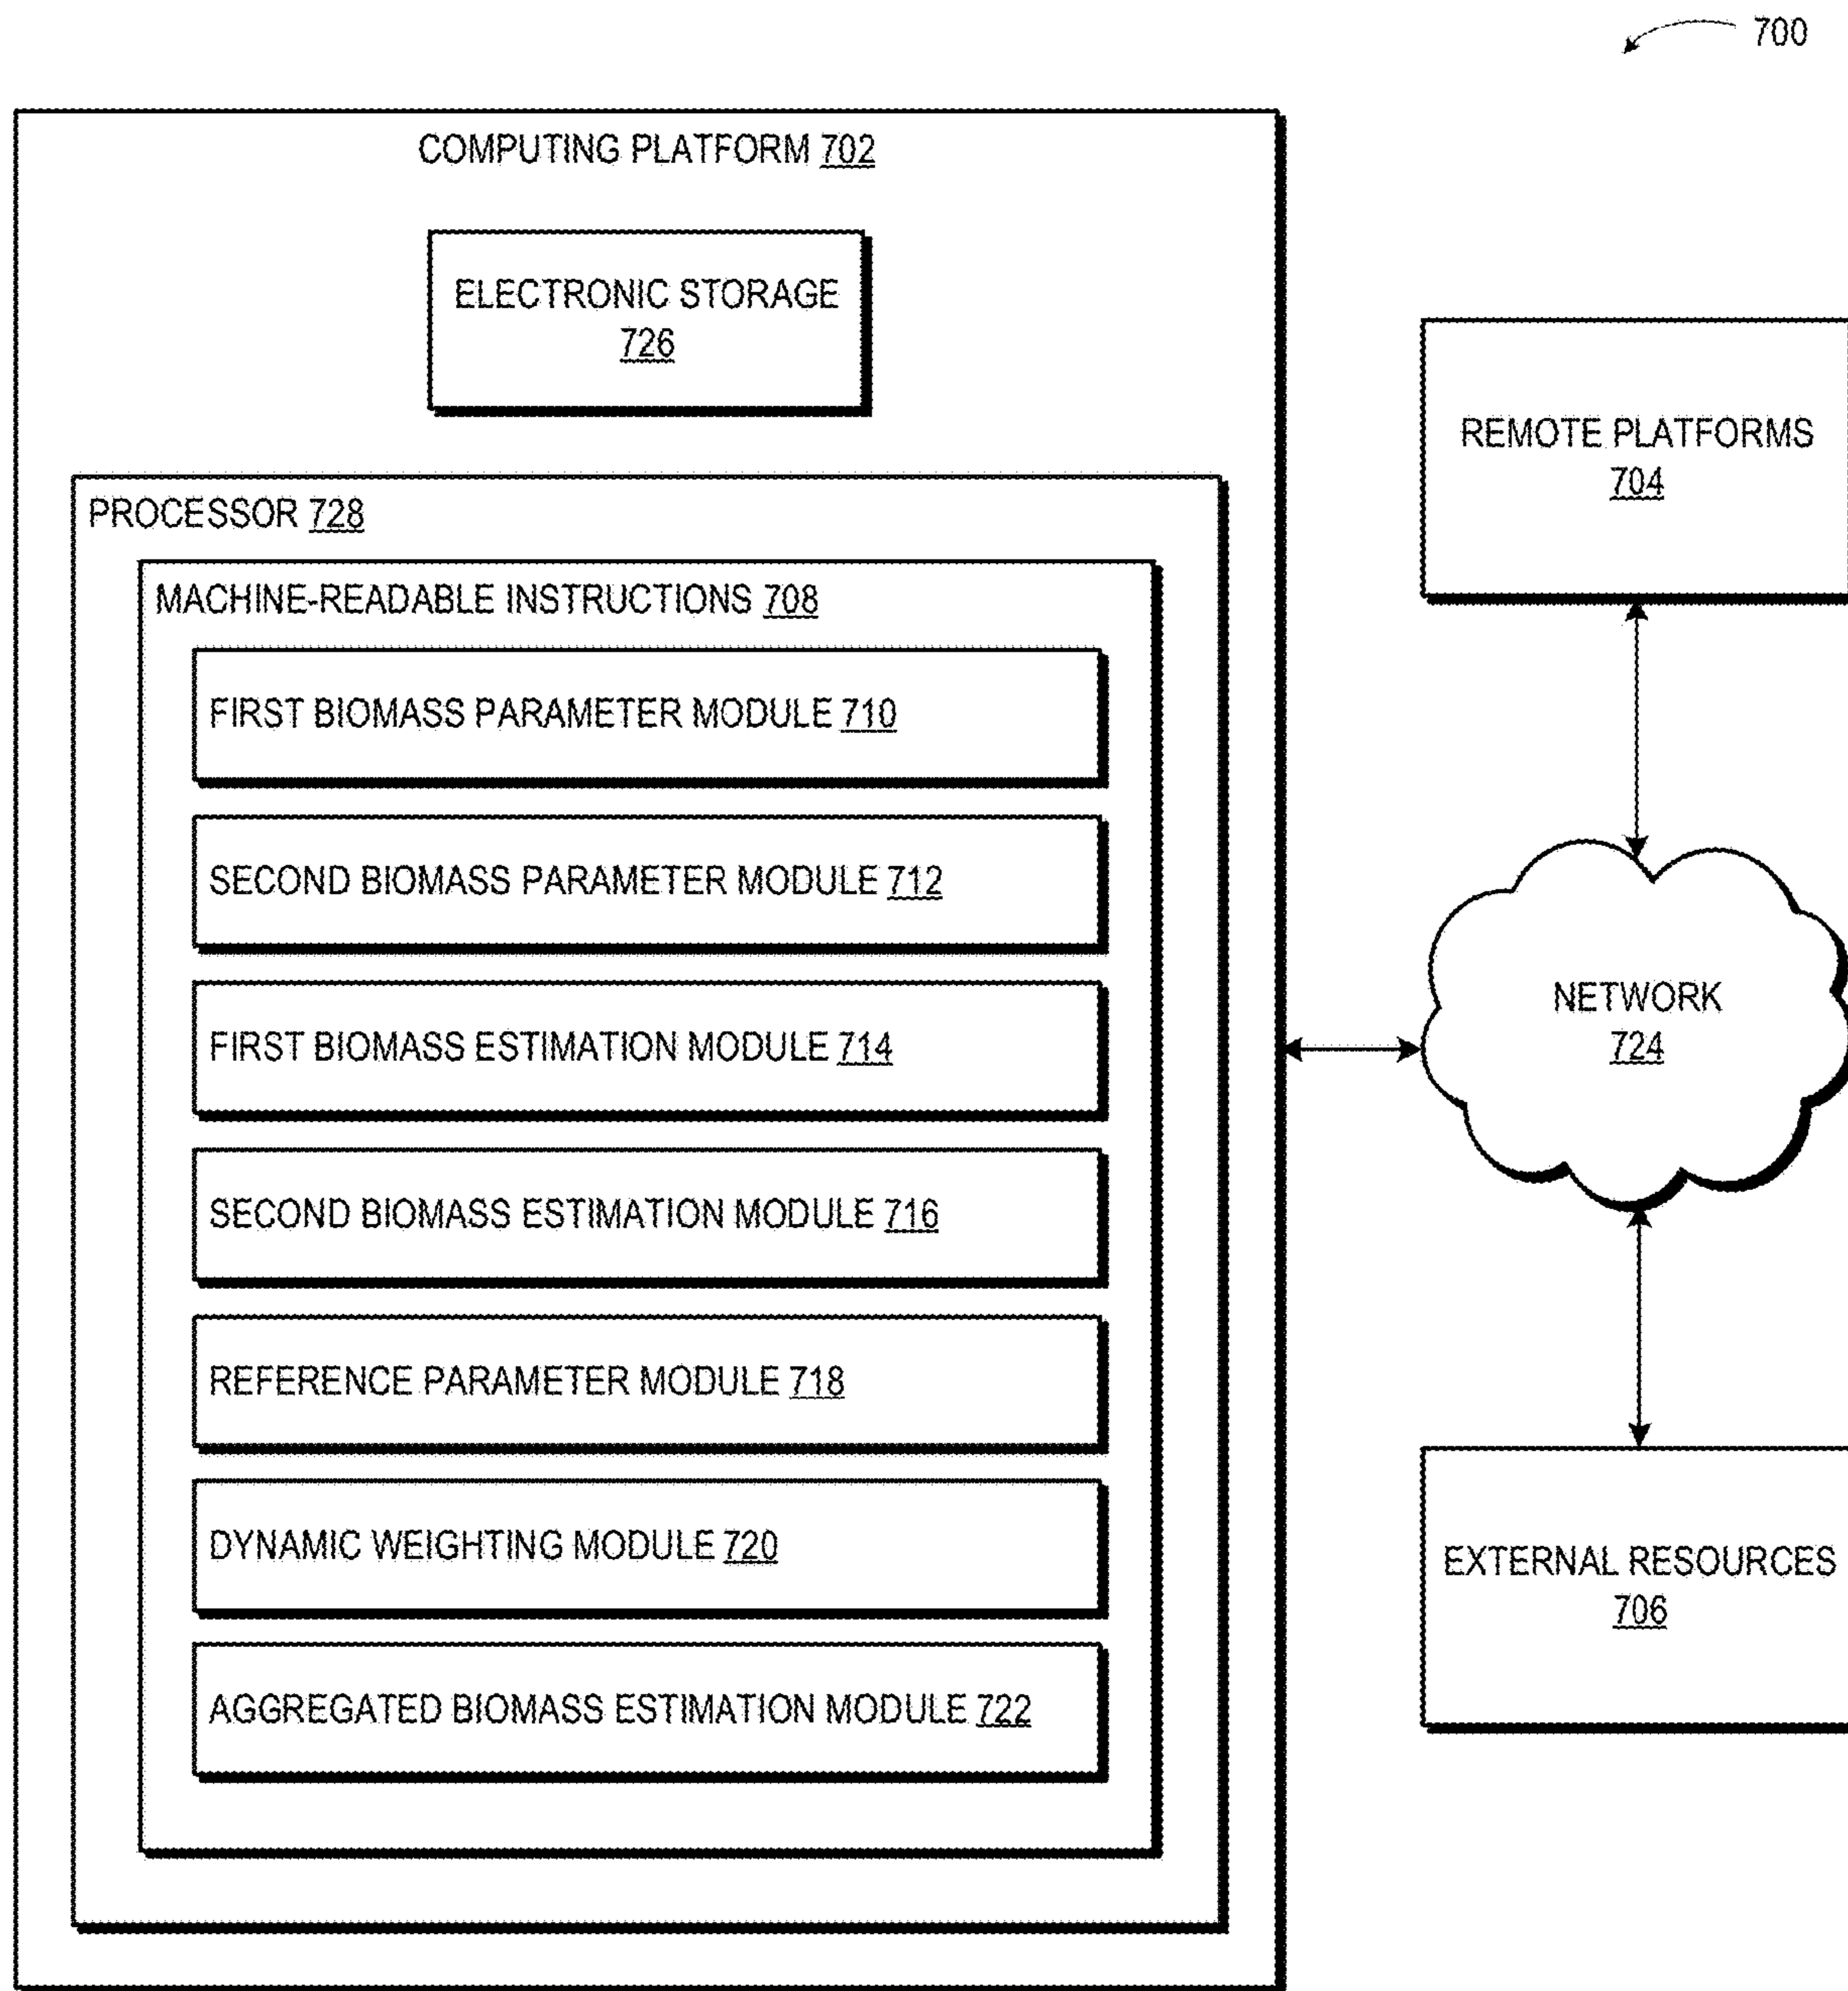 700
COMPUTING PLATFORM 702
ELECTRONIC STORAGE
726
PROCESSOR 728
MACHINE-READABLE INSTRUCTIONS 708
FIRST BIOMASS PARAMETER MODULE 710
SECOND BIOMASS PARAMETER MODULE 712
FIRST BIOMASS ESTIMATION MODULE 714
SECOND BIOMASS ESTIMATION MODULE 716
REFERENCE PARAMETER MODULE 718
DYNAMIC WEIGHTING MODULE 720
AGGREGATED BIOMASS ESTIMATION MODULE 722
REMOTE PLATFORMS
704
NETWORK
724
EXTERNAL RESOURCES
706